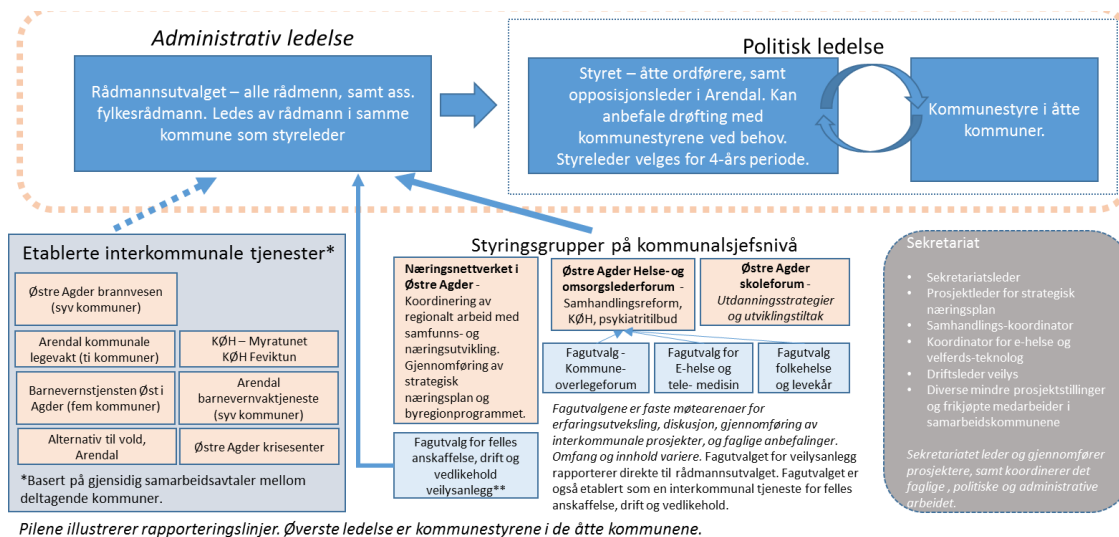 Administrativ ledelse
Rådmannsutvalget – alle rådmenn, samt ass.
fylkesrådmann. Ledes av rådmann i samme
kommune som styreleder
Politisk ledelse
Styret – åtte ordførere, samt
opposisjonsleder i Arendal. Kan
anbefale drøfting med
kommunestyrene ved behov.
Styreleder velges for 4-års periode.
Kommunestyre i åtte
kommuner.
Etablerte interkommunale tjenester*
Østre Agder brannvesen
(syv kommuner)
Arendal kommunale
legevakt (ti kommuner)
KØH – Myratunet
KØH Feviktun
Barnevernstjensten Øst i
Agder (fem kommuner)
Arendal
barnevernvaktjeneste
(syv kommuner)
Alternativ til vold,
Arendal
Østre Agder krisesenter
*Basert på gjensidig samarbeidsavtaler mellom
deltagende kommuner.
Styringsgrupper på kommunalsjefsnivå
Næringsnettverket i
Østre Agder -
Koordinering av
regionalt arbeid med
samfunns- og
næringsutvikling.
Gjennomføring av
strategisk
næringsplan og
byregionprogrammet.
Østre Agder Helse- og
omsorgslederforum -
Samhandlingsreform,
KØH, psykiatritilbud
Østre Agder
skoleforum -
Utdanningsstrategier
og utviklingstiltak
Fagutvalg -
Kommune-
overlegeforum
Fagutvalg for
E-helse og
tele- medisin
Fagutvalg
folkehelse
og levekår
Fagutvalg for felles
anskaffelse, drift og
vedlikehold
veilysanlegg**
Fagutvalgene er faste møtearenaer for
erfaringsutveksling, diskusjon, gjennomføring av
interkommunale prosjekter, og faglige anbefalinger.
Omfang og innhold variere. Fagutvalget for veilysanlegg
rapporterer direkte til rådmannsutvalget. Fagutvalget er
også etablert som en interkommunal tjeneste for felles
anskaffelse, drift og vedlikehold.
Sekretariat
• Sekretariatsleder
• Prosjektleder for strategisk
næringsplan
• Samhandlings-koordinator
• Koordinator for e-helse og
velferds-teknolog
• Driftsleder veilys
• Diverse mindre prosjektstillinger
og frikjøpte medarbeider i
samarbeidskommunene
Sekretariatet leder og gjennomfører
prosjektere, samt koordinerer det
faglige , politiske og administrative
arbeidet.
Pilene illustrerer rapporteringslinjer. Øverste ledelse er kommunestyrene i de åtte kommunene.